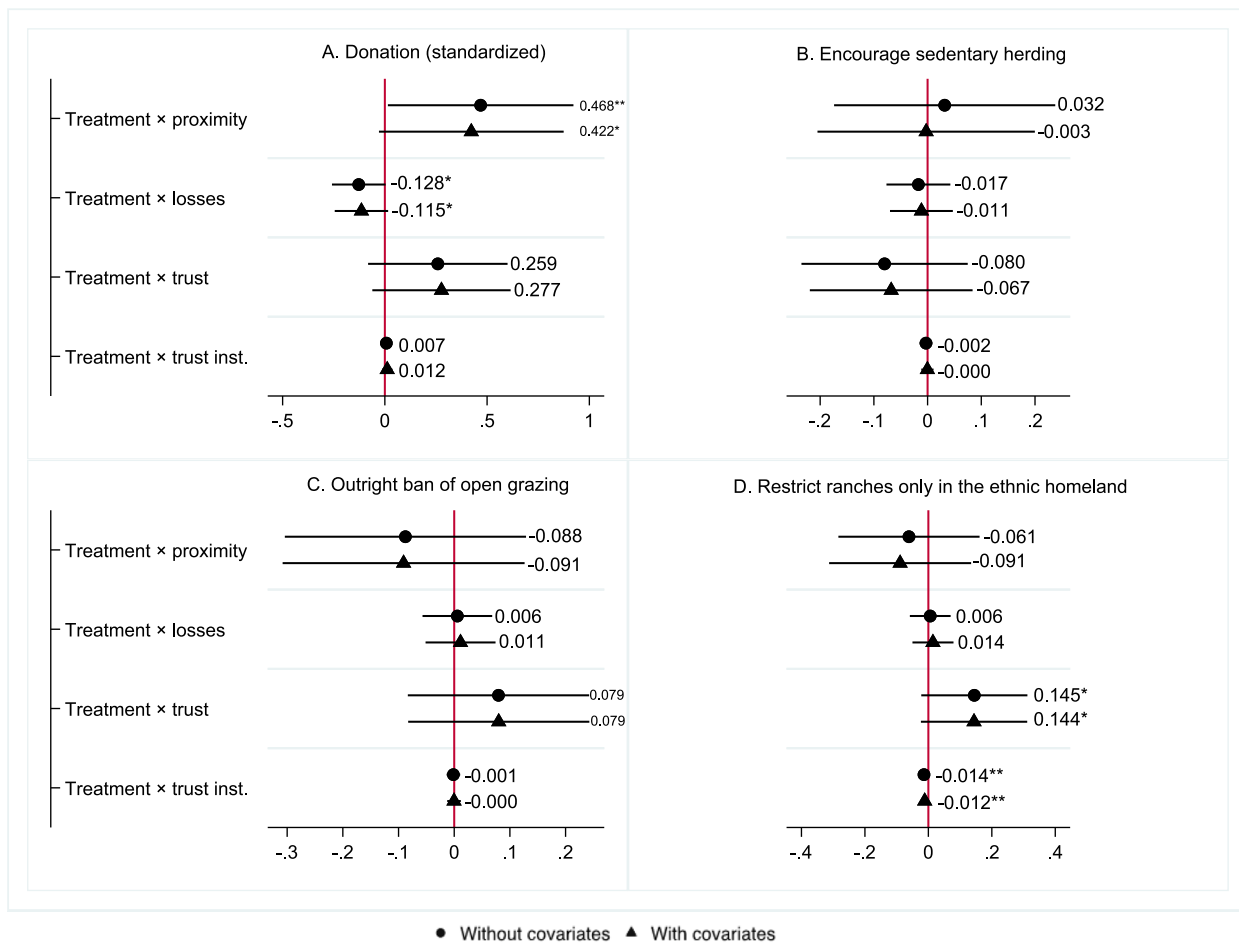 A. Donation (standardized)
Treatment × proximity
0.468**
0.422*
Treatment × losses
-0.128*
-0.115*
Treatment × trust
0.259
0.277
Treatment × trust inst.
0.007
0.012
-.5 0 .5 1
B. Encourage sedentary herding
0.032
-0.003
-0.017
-0.011
-0.080
-0.067
-0.002
-0.000
-.2 -.1 0 .1 .2
C. Outright ban of open grazing
Treatment × proximity
-0.088
-0.091
Treatment × losses
0.006
0.011
Treatment × trust
0.079
0.079
Treatment × trust inst.
-0.001
-0.000
-.3 -.2 -.1 0 .1 .2
D. Restrict ranches only in the ethnic homeland
-0.061
-0.091
0.006
0.014
0.145*
0.144*
-0.014**
-0.012**
-.4 -.2 0 .2 .4
Without covariates With covariates